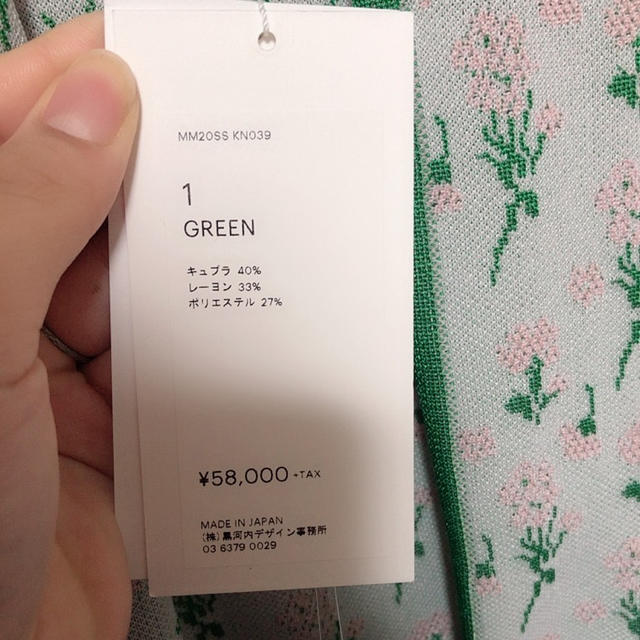 MM20SS KN039
1
GREEN
キュプラ 40%
レーヨン 33%
ポリエステル 27%
¥58,000 +TAX
MADE IN JAPAN
(株)黒河内デザイン事務所
03 6379 0029